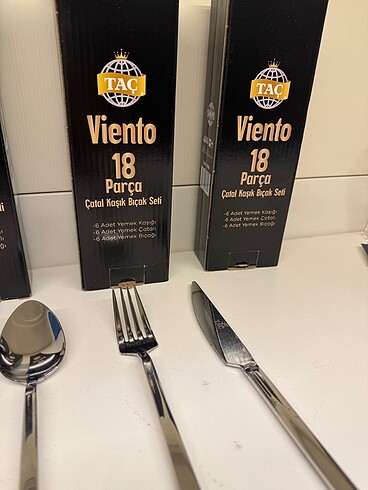 TAÇ
Viento
18
Parça
Çatal Kaşık Bıçak Seti
-6 Adet Yemek Kaşığı
-6 Adet Yemek Çatalı
-6 Adet Yemek Bıçağı
TAÇ
Viento
18
Parça
Çatal Kaşık Bıçak Seti
-6 Adet Yemek Kaşığı
-6 Adet Yemek Çatalı
-6 Adet Yemek Bıçağı